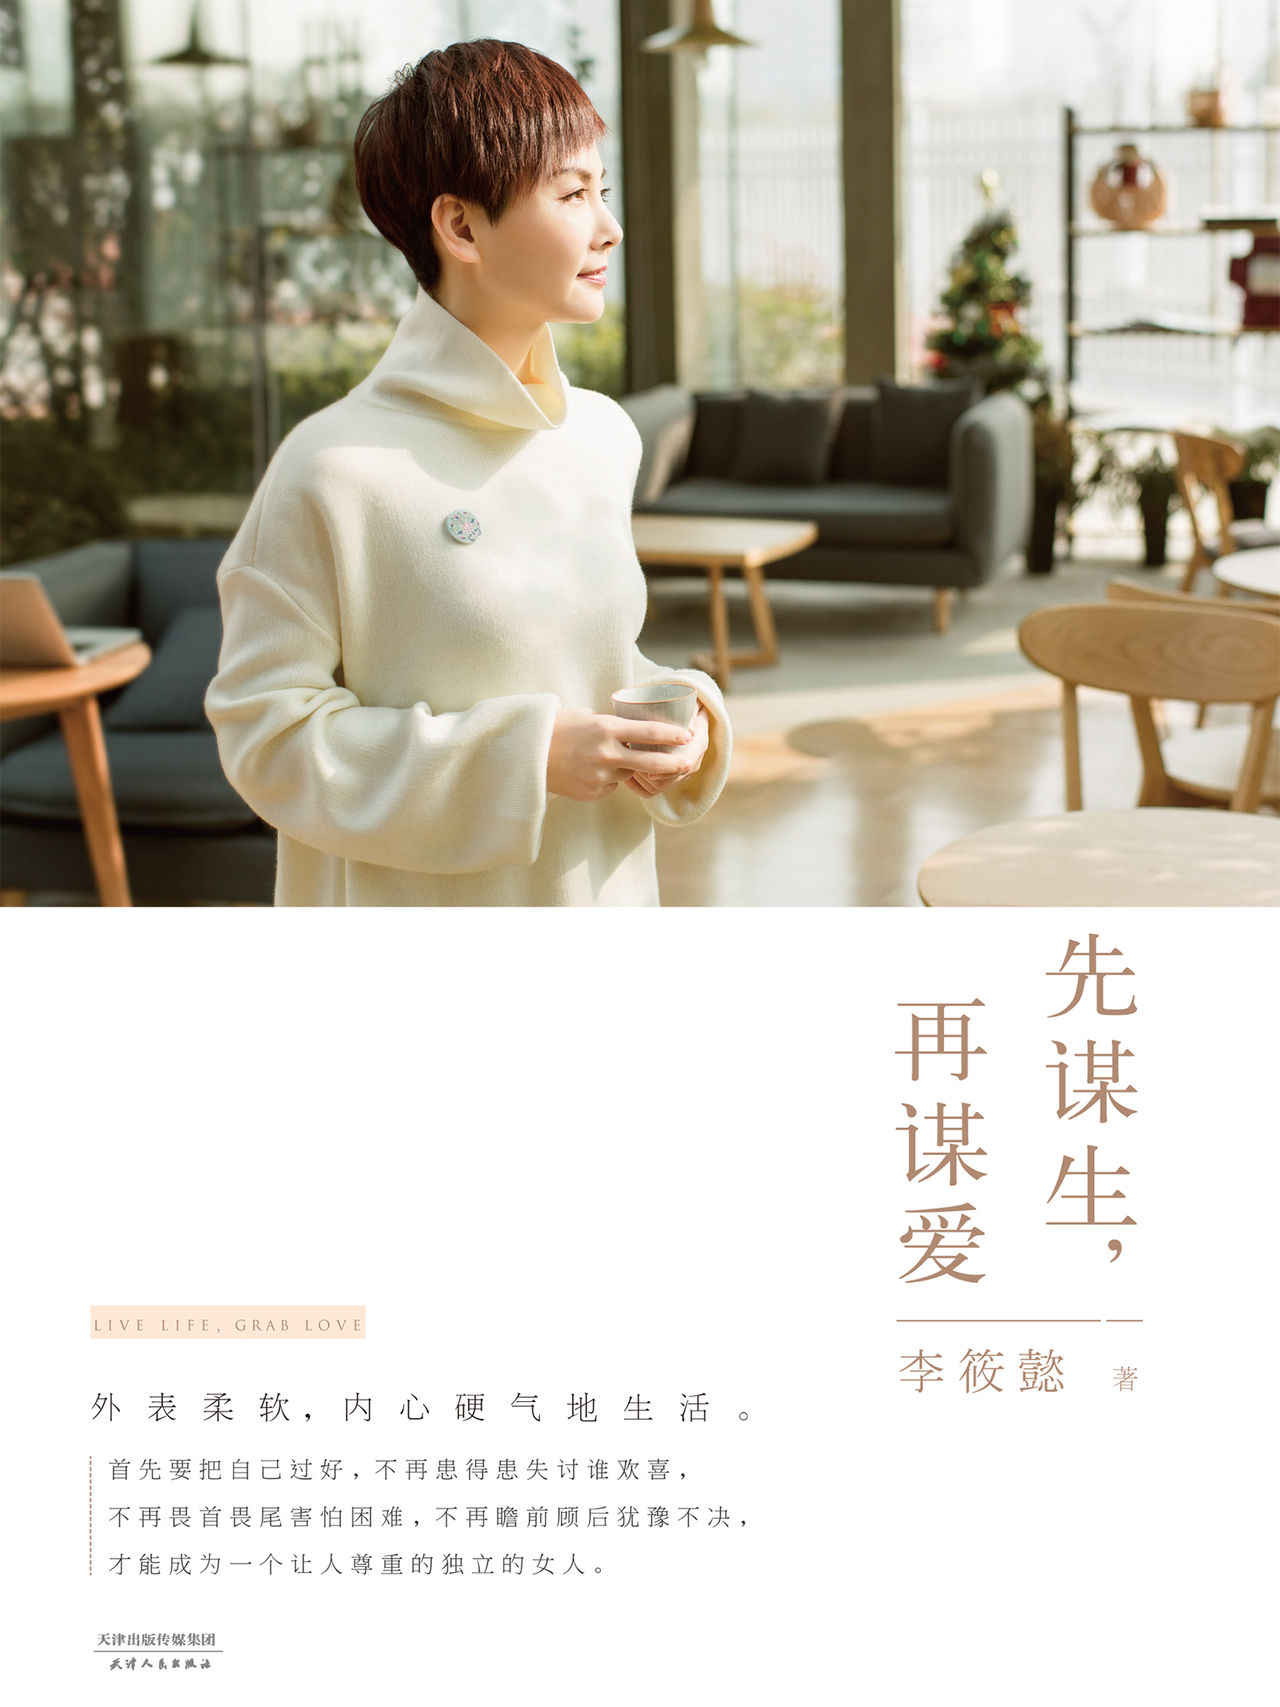 先谋生，
再谋爱
李筱懿 著
LIVE LIFE, GRAB LOVE
外表柔软，内心硬气地生活。
首先要把自己过好，不再患得患失讨谁欢喜，
不再畏首畏尾害怕困难，不再瞻前顾后犹豫不决，
才能成为一个让人尊重的独立的女人。
天津出版传媒集团
天津人民出版社